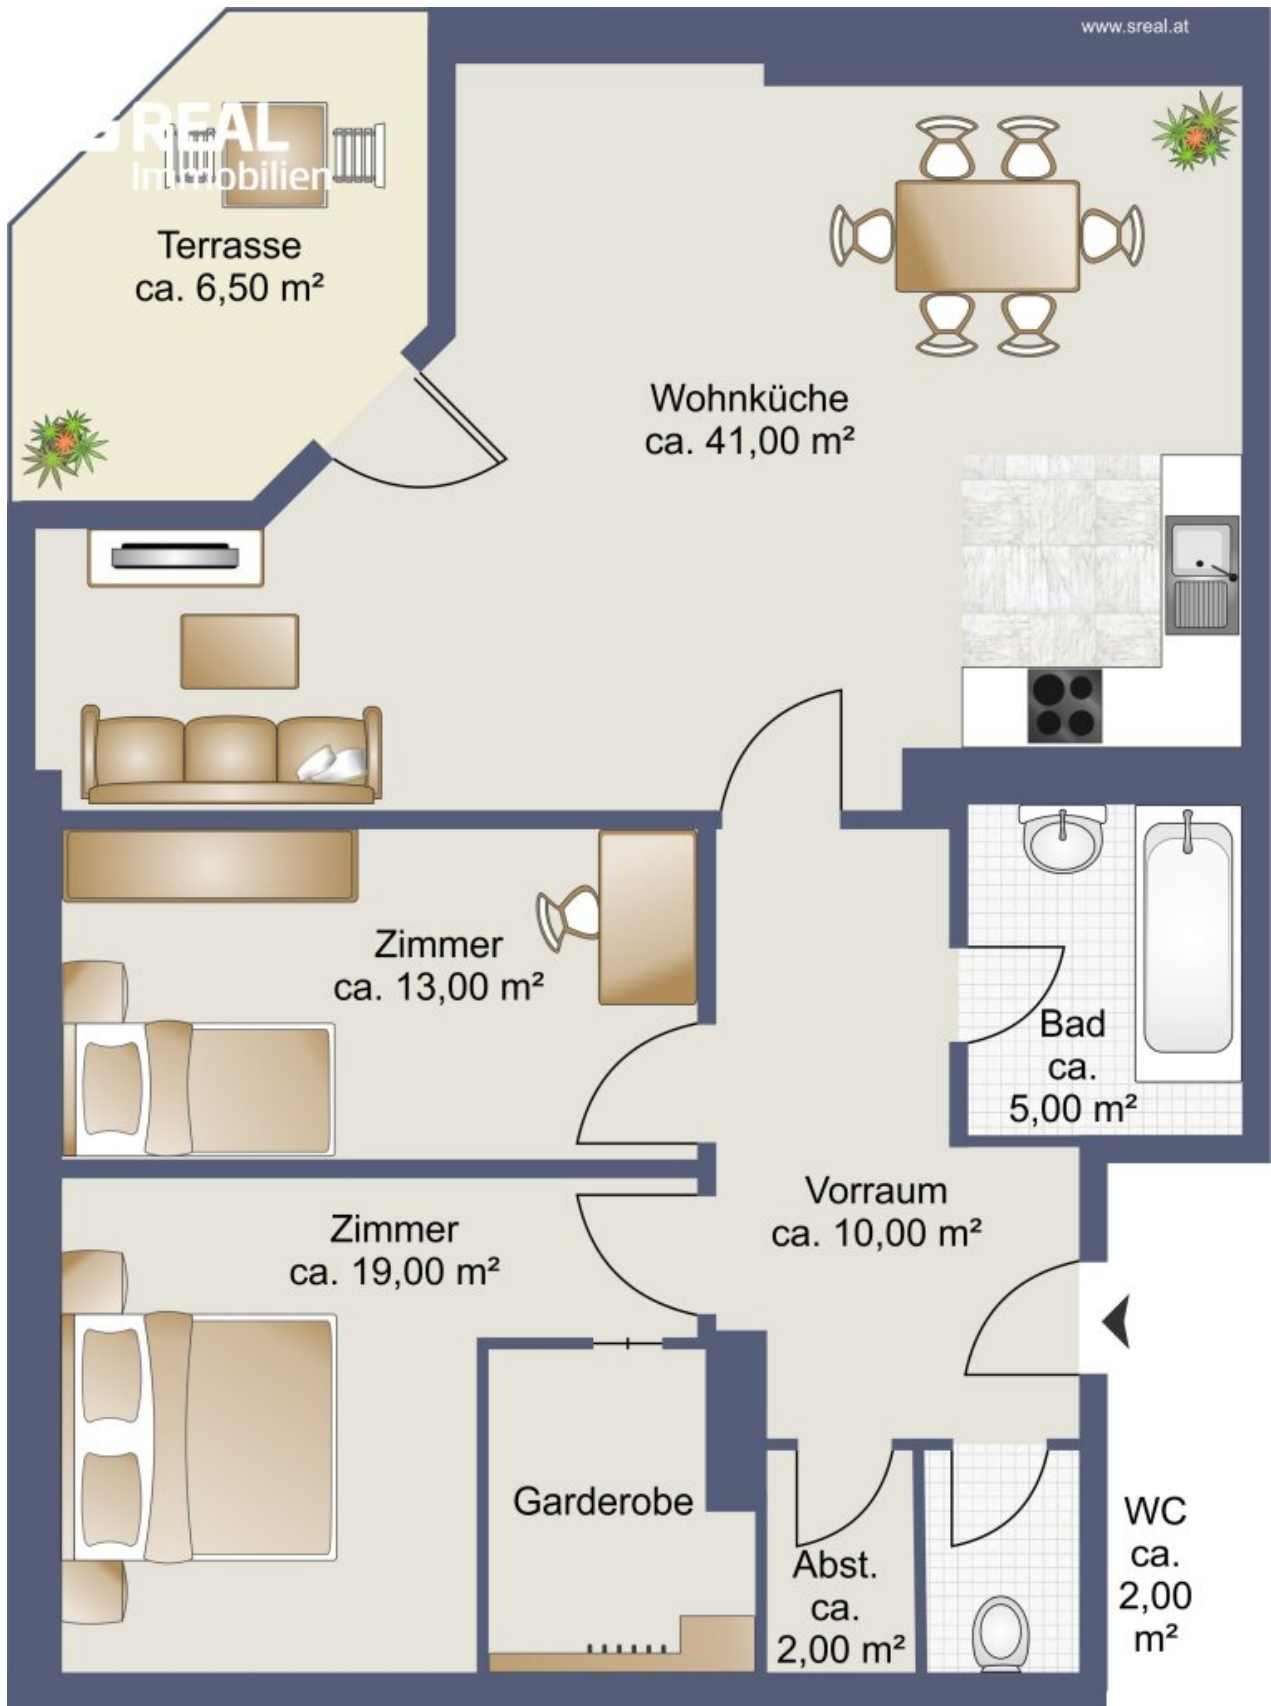 www.sreal.at
REAL
Immobilien
Terrasse
ca. 6,50 m²
Wohnküche
ca. 41,00 m²
Zimmer
ca. 13,00 m²
Bad
ca.
5,00 m²
Vorraum
ca. 10,00 m²
Zimmer
ca. 19,00 m²
Garderobe
Abst.
ca.
2,00 m²
WC
ca.
2,00
m²